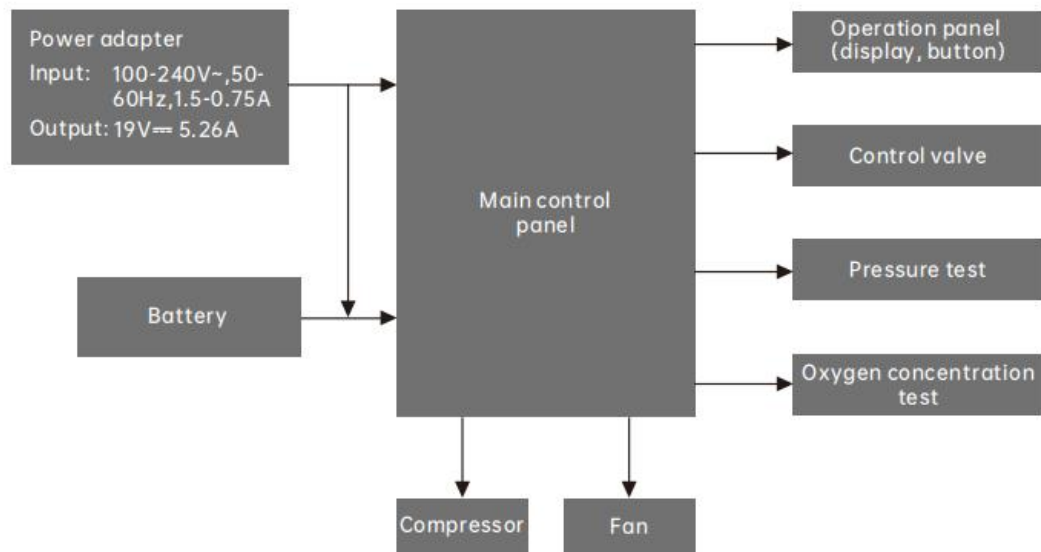 Power adapter
Input: 100-240V~,50-
60Hz,1.5-0.75A
Output: 19V⎓ 5.26A
Battery
Main control
panel
Operation panel
(display, button)
Control valve
Pressure test
Oxygen concentration
test
Compressor
Fan